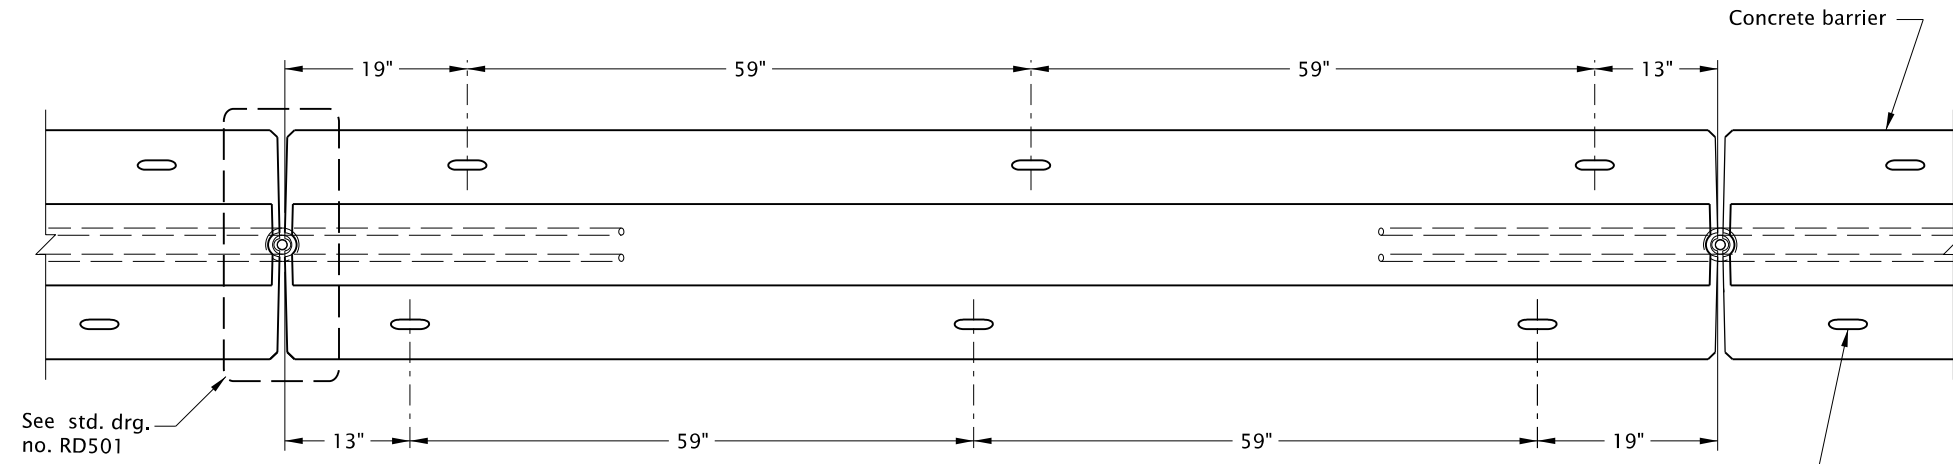 Concrete barrier
19" 59" 59" 13"
See std. drg.
no. RD501
13" 59" 59" 19"